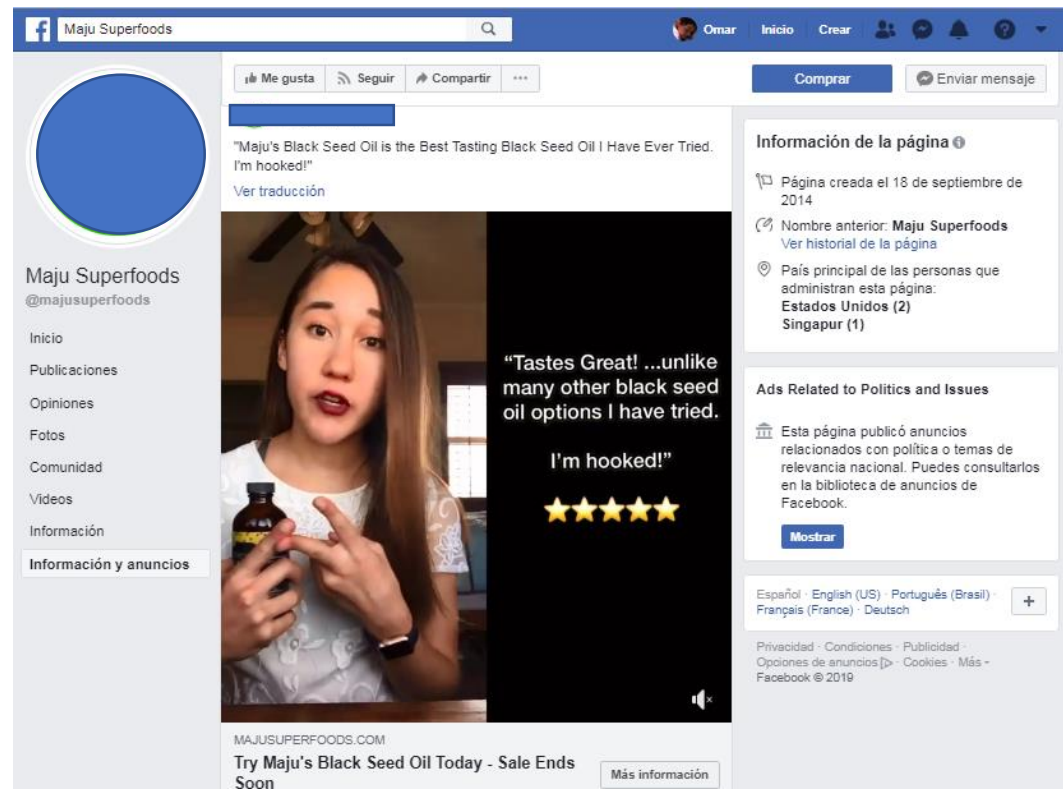 Maju Superfoods
Omar
Inicio
Crear
Me gusta
Seguir
Compartir
Comprar
Enviar mensaje
Maju Superfoods
@majusuperfoods
Inicio
Publicaciones
Opiniones
Fotos
Comunidad
Videos
Información
Información y anuncios
"Maju's Black Seed Oil is the Best Tasting Black Seed Oil I Have Ever Tried.
I'm hooked!"
Ver traducción
“Tastes Great! ...unlike
many other black seed
oil options I have tried.
I'm hooked!”
MAJUSUPERFOODS.COM
Try Maju's Black Seed Oil Today - Sale Ends
Soon
Más información
Información de la página
Página creada el 18 de septiembre de
2014
Nombre anterior: Maju Superfoods
Ver historial de la página
País principal de las personas que
administran esta página:
Estados Unidos (2)
Singapur (1)
Ads Related to Politics and Issues
Esta página publicó anuncios
relacionados con política o temas de
relevancia nacional. Puedes consultarlos
en la biblioteca de anuncios de
Facebook.
Mostrar
Español · English (US) · Português (Brasil) ·
Français (France) · Deutsch
Privacidad · Condiciones · Publicidad ·
Opciones de anuncios · Cookies · Más
Facebook © 2019